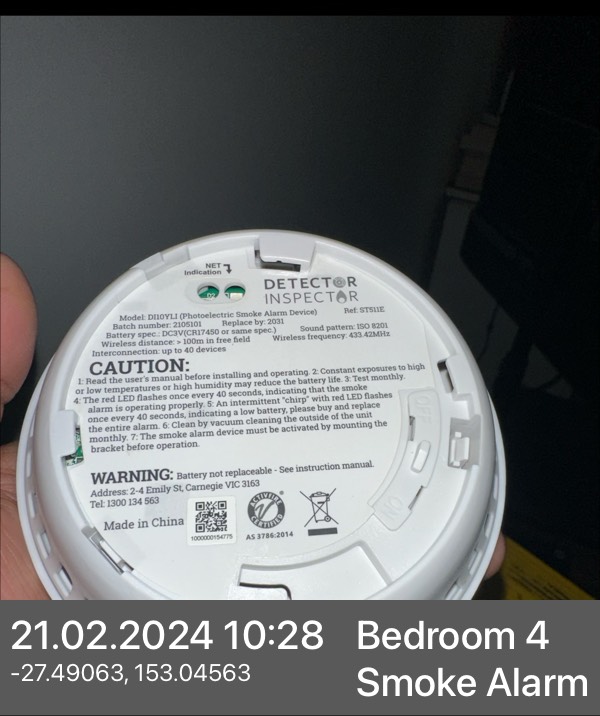 NET
Indication
DETECTOR
INSPECTOR
Model: DI10YLI (Photoelectric Smoke Alarm Device) Ref: ST511E
Batch number: 2105101 Replace by: 2031
Battery spec.: DC3V(CR17450 or same spec.) Sound pattern: ISO 8201
Wireless distance: > 100m in free field Wireless frequency: 433.42MHz
Interconnection: up to 40 devices
CAUTION:
1: Read the user's manual before installing and operating. 2: Constant exposures to high
or low temperatures or high humidity may reduce the battery life. 3: Test monthly.
4: The red LED flashes once every 40 seconds, indicating that the smoke
alarm is operating properly. 5: An intermittent "chirp" with red LED flashes
once every 40 seconds, indicating a low battery, please buy and replace
the entire alarm. 6: Clean by vacuum cleaning the outside of the unit
monthly. 7: The smoke alarm device must be activated by mounting the
bracket before operation.
WARNING: Battery not replaceable - See instruction manual.
Address: 2-4 Emily St, Carnegie VIC 3163
Tel: 1300 134 563
Made in China
1000000154775
ACTIVFIRE
CERTIFIED
AS 3786:2014
OFF
21.02.2024 10:28
-27.49063, 153.04563
Bedroom 4
Smoke Alarm